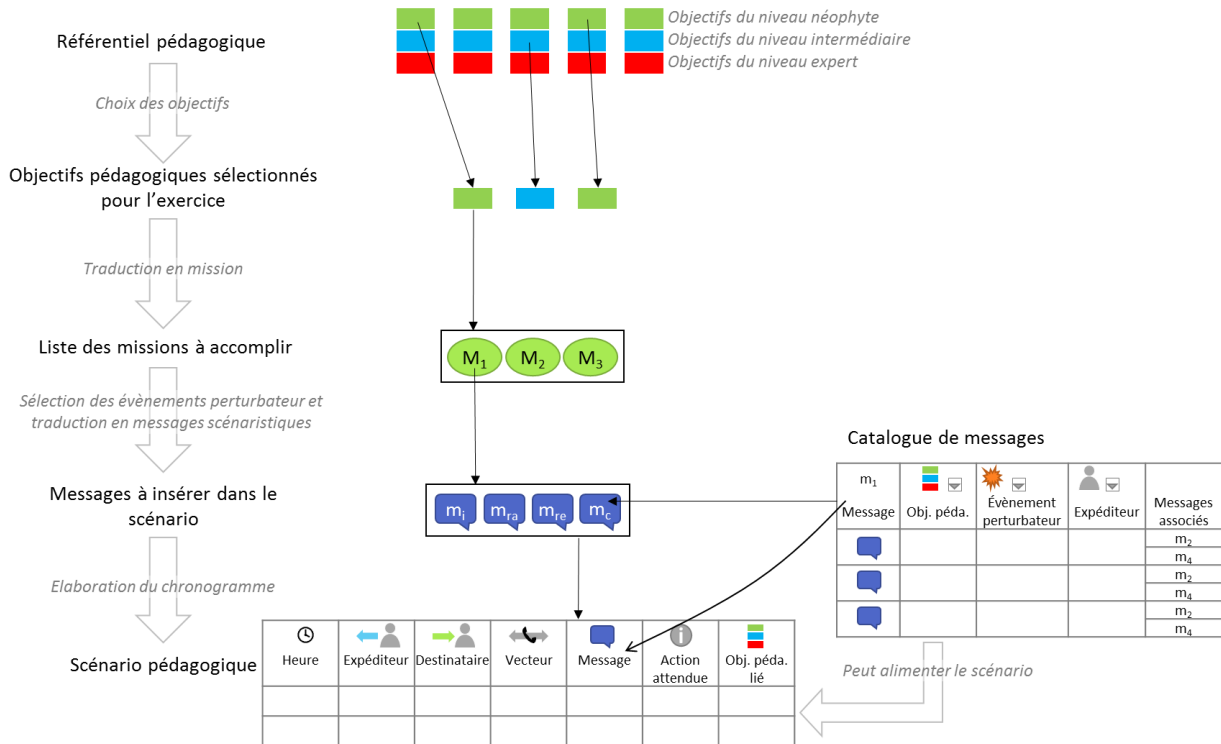 Objectifs du niveau néophyte
Objectifs du niveau intermédiaire
Objectifs du niveau expert
Référentiel pédagogique
Choix des objectifs
Objectifs pédagogiques sélectionnés
pour l'exercice
Traduction en mission
Liste des missions à accomplir
M1 M2 M3
Sélection des évènements perturbateur et
traduction en messages scénaristiques
Messages à insérer dans le
scénario
mi mra mre mc
Catalogue de messages
m1
Message
Obj. péda.
Évènement
perturbateur
Expéditeur
Messages
associés
m2
m4
m2
m4
m2
m4
Elaboration du chronogramme
Scénario pédagogique
Heure
Expéditeur
Destinataire
Vecteur
Message
Action
attendue
Obj. péda.
lié
Peut alimenter le scénario